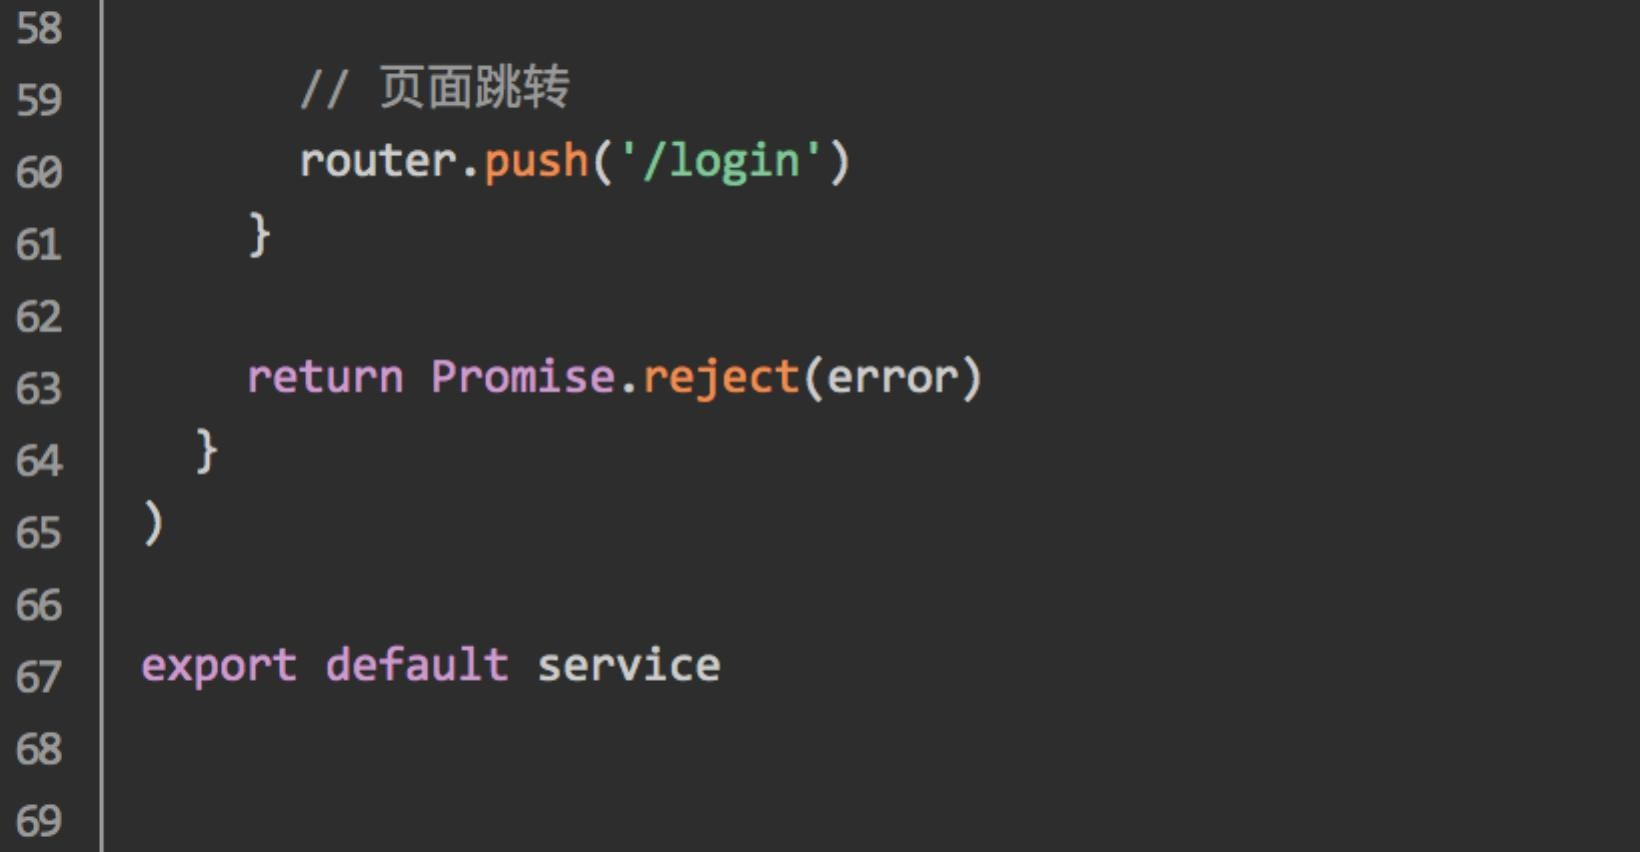 58
59 // 页面跳转
60 router.push('/login')
61 }
62
63 return Promise.reject(error)
64 }
65 )
66
67 export default service
68
69